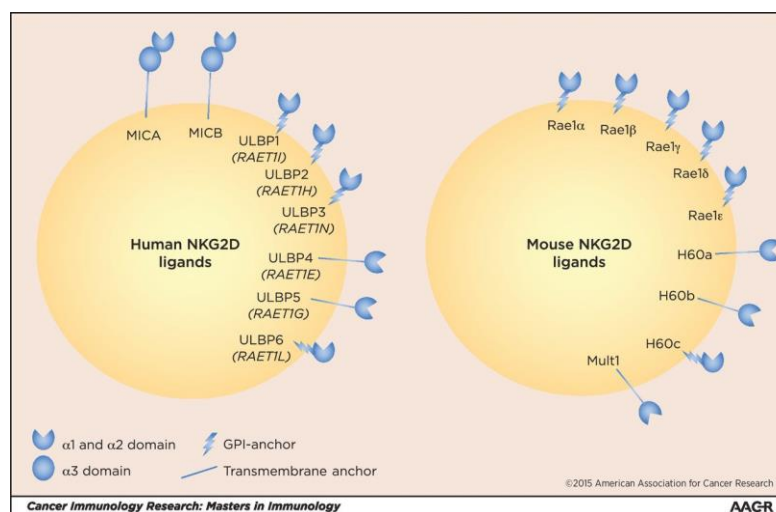 MICA
MICB
ULBP1
(RAET1I)
ULBP2
(RAET1H)
ULBP3
(RAET1N)
Human NKG2D
ligands
ULBP4
(RAET1E)
ULBP5
(RAET1G)
ULBP6
(RAET1L)
Rae1α
Rae1β
Rae1γ
Rae1δ
Rae1ε
Mouse NKG2D
ligands
H60a
H60b
H60c
Mult1
α1 and α2 domain
GPI-anchor
α3 domain
Transmembrane anchor
©2015 American Association for Cancer Research
Cancer Immunology Research: Masters in Immunology
AACR